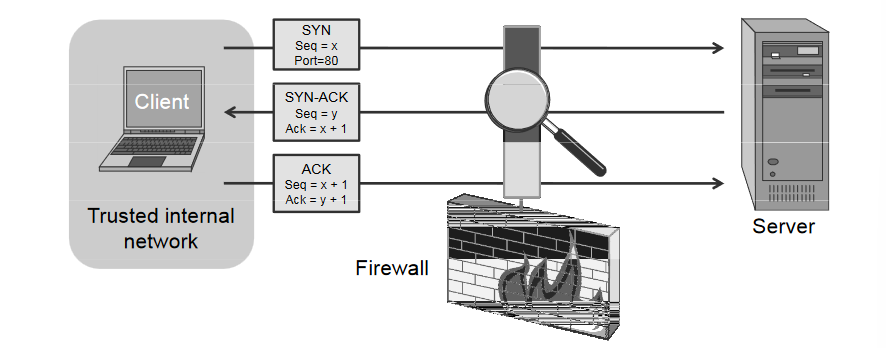 SYN
Seq = x
Port=80
Client
SYN-ACK
Seq = y
Ack = x + 1
ACK
Seq = x + 1
Ack = y + 1
Trusted internal
network
Server
Firewall